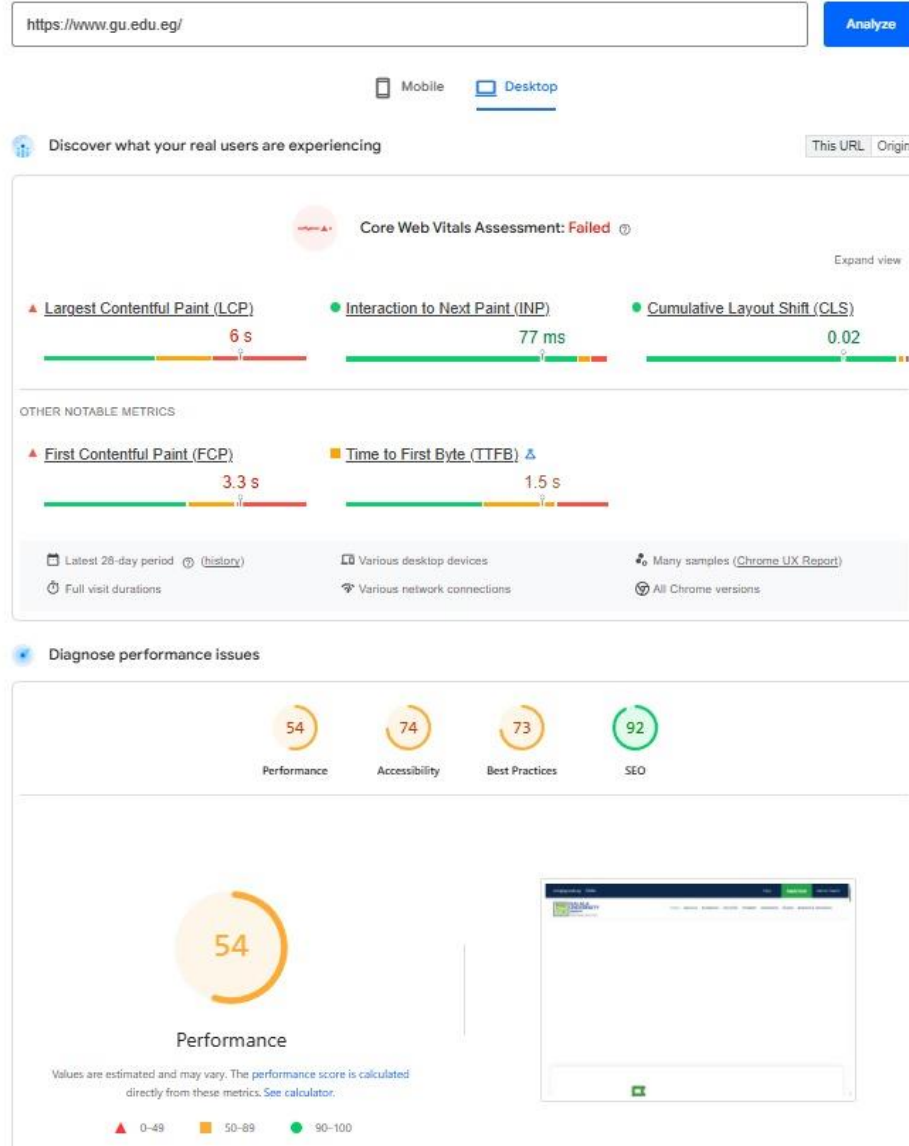 https://www.gu.edu.eg/
Analyze
Mobile
Desktop
Discover what your real users are experiencing
This URL
Origin
Core Web Vitals Assessment: Failed
Expand view
Largest Contentful Paint (LCP)
Interaction to Next Paint (INP)
Cumulative Layout Shift (CLS)
6 s
77 ms
0.02
OTHER NOTABLE METRICS
First Contentful Paint (FCP)
Time to First Byte (TTFB)
3.3 s
1.5 s
Latest 28-day period (history)
Various desktop devices
Many samples (Chrome UX Report)
Full visit durations
Various network connections
All Chrome versions
Diagnose performance issues
54
74
73
92
Performance
Accessibility
Best Practices
SEO
54
GALALA
UNIVERSITY
Performance
Values are estimated and may vary. The performance score is calculated
directly from these metrics. See calculator.
0–49
50–89
90–100